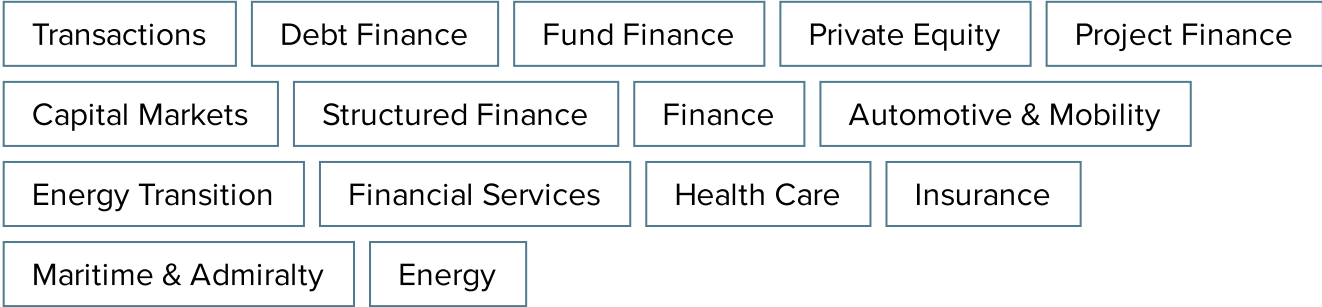 Transactions Debt Finance Fund Finance Private Equity Project Finance
Capital Markets Structured Finance Finance Automotive & Mobility
Energy Transition Financial Services Health Care Insurance
Maritime & Admiralty Energy